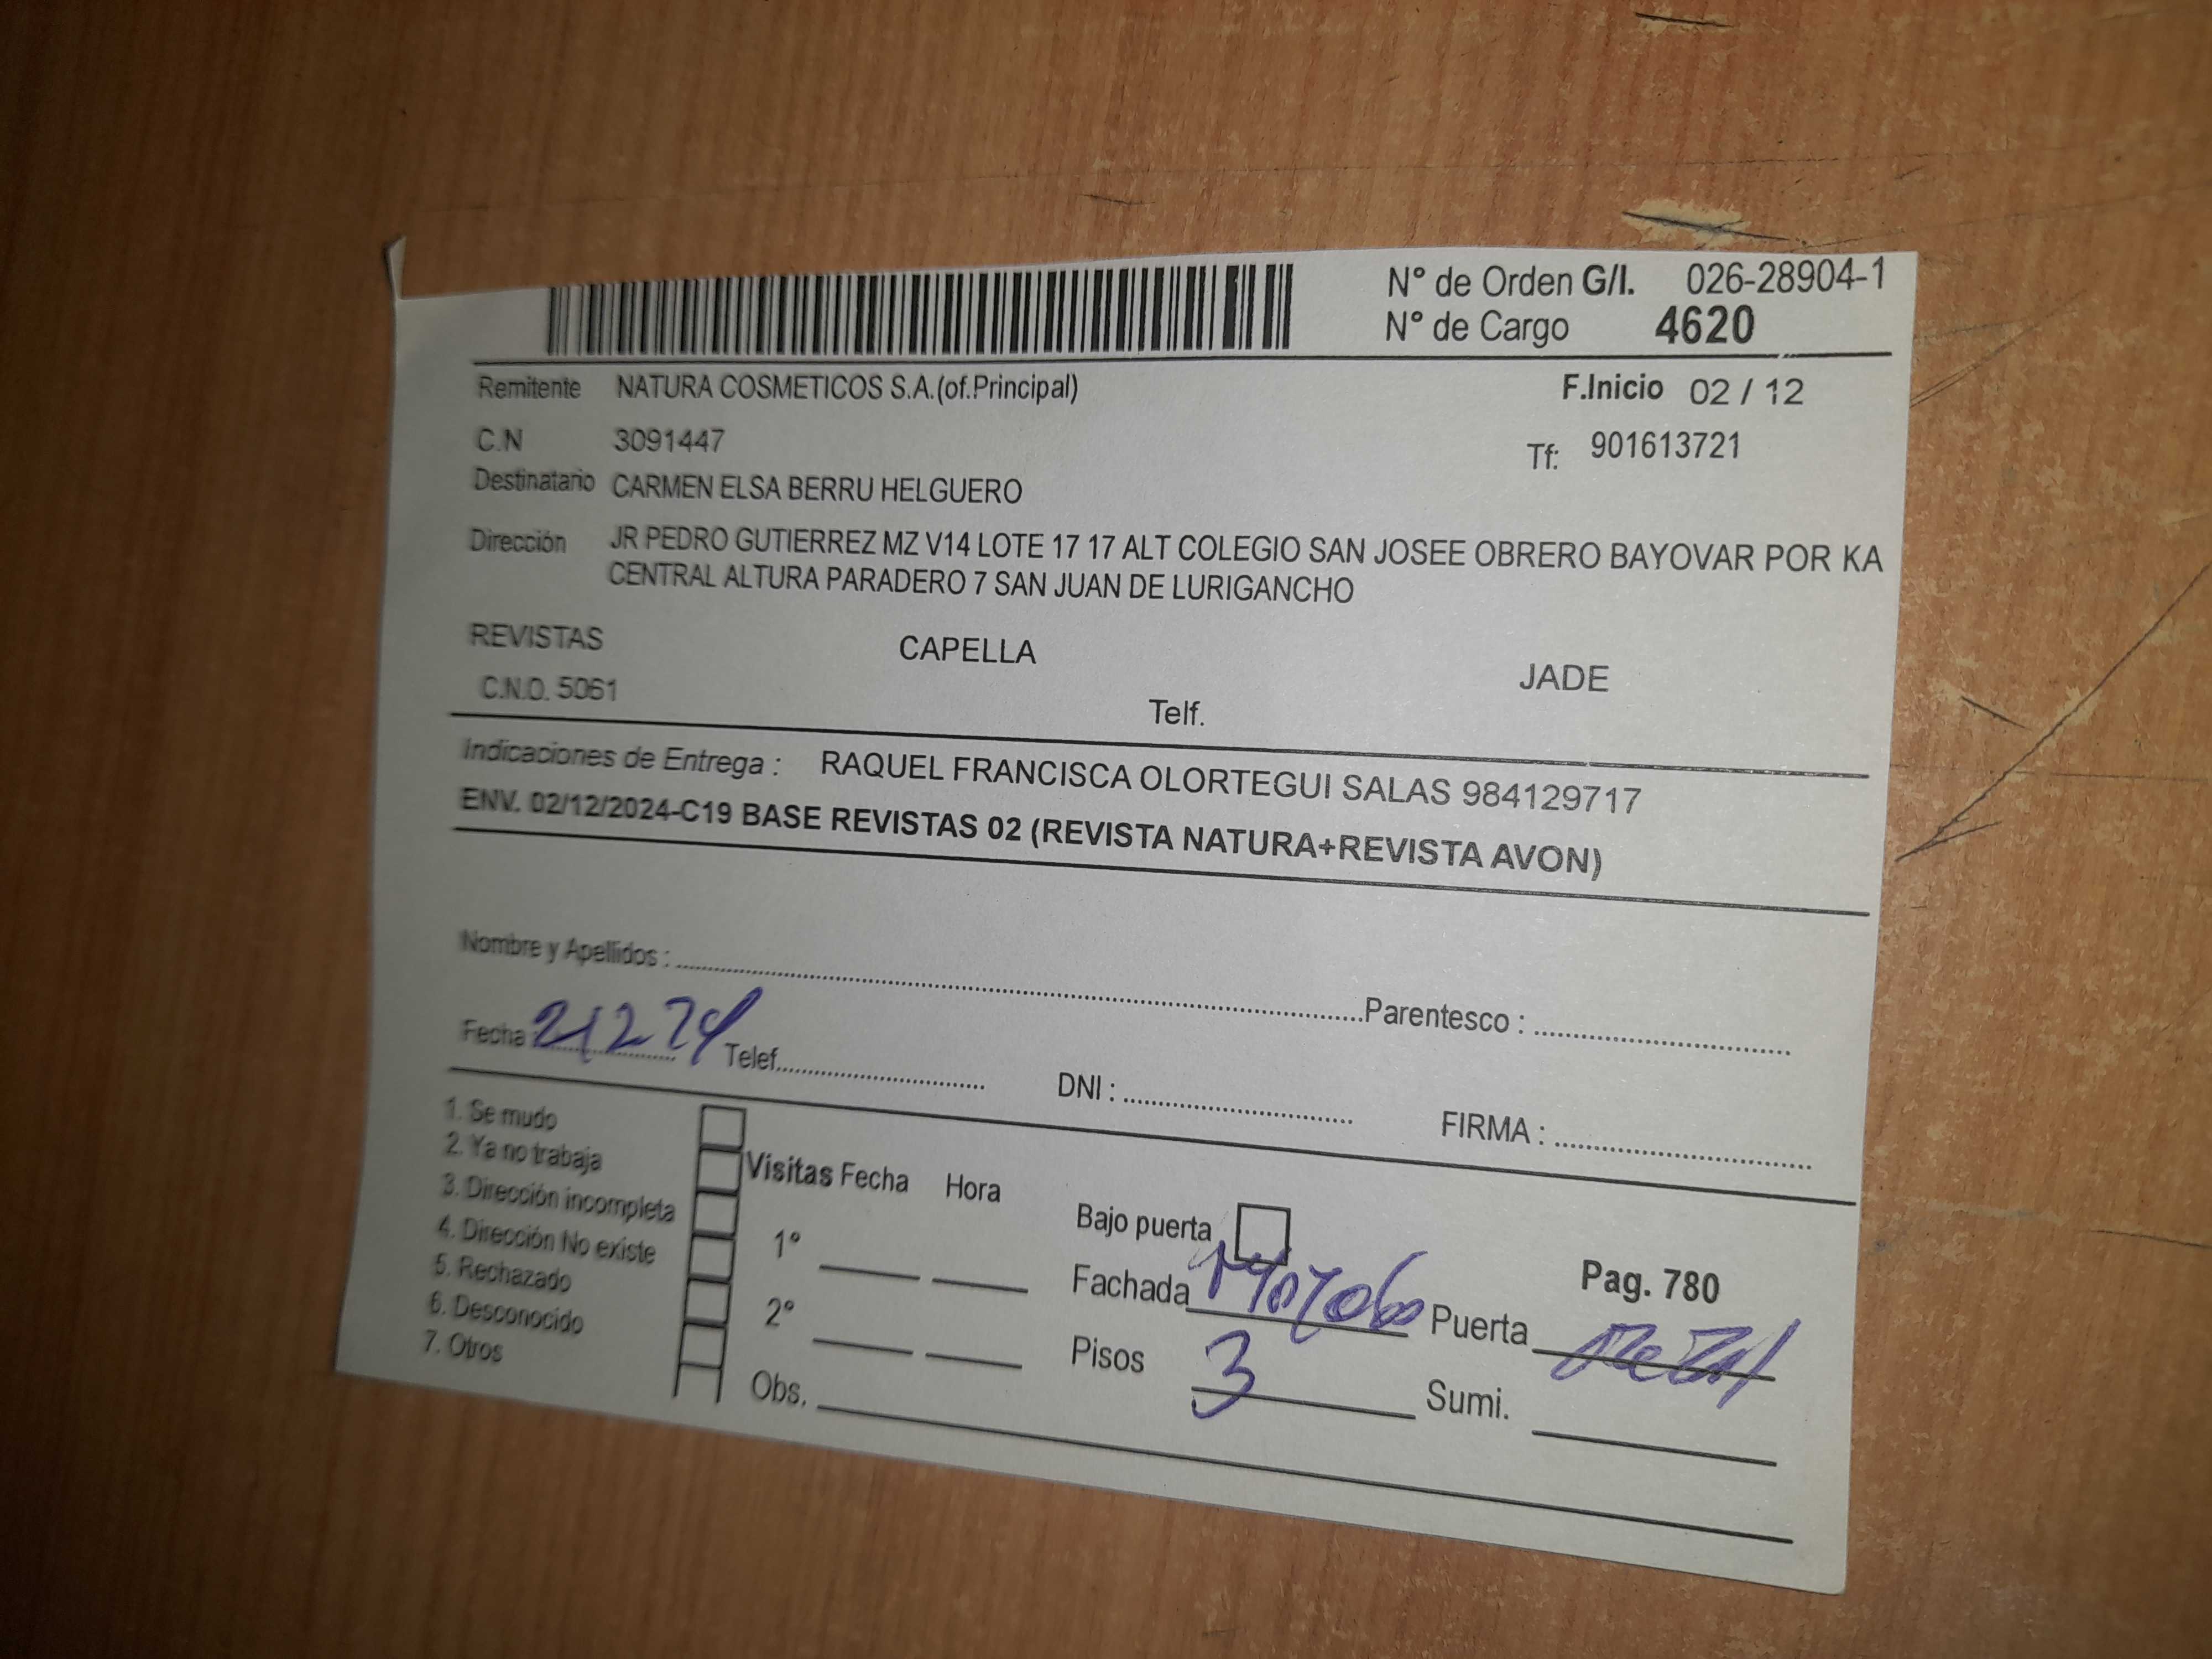 N° de Orden G/I. 026-28904-1
N° de Cargo 4620
Remitente NATURA COSMETICOS S.A.(of.Principal) F.Inicio 02 / 12
C.N 3091447 Tf: 901613721
Destinatario CARMEN ELSA BERRU HELGUERO
Dirección JR PEDRO GUTIERREZ MZ V14 LOTE 17 17 ALT COLEGIO SAN JOSEE OBRERO BAYOVAR POR KA
CENTRAL ALTURA PARADERO 7 SAN JUAN DE LURIGANCHO
REVISTAS CAPELLA JADE
C.N.O. 5061 Telf.
Indicaciones de Entrega : RAQUEL FRANCISCA OLORTEGUI SALAS 984129717
ENV. 02/12/2024-C19 BASE REVISTAS 02 (REVISTA NATURA+REVISTA AVON)
Nombre y Apellidos : Parentesco :
Fecha 21224 Telef. DNI : FIRMA :
1. Se mudo
2. Ya no trabaja Visitas Fecha Hora
3. Dirección incompleta Bajo puerta
4. Dirección No existe 1° Fachada Pag. 780
5. Rechazado Puerta
6. Desconocido 2° Pisos 3
7. Otros Obs. Sumi.